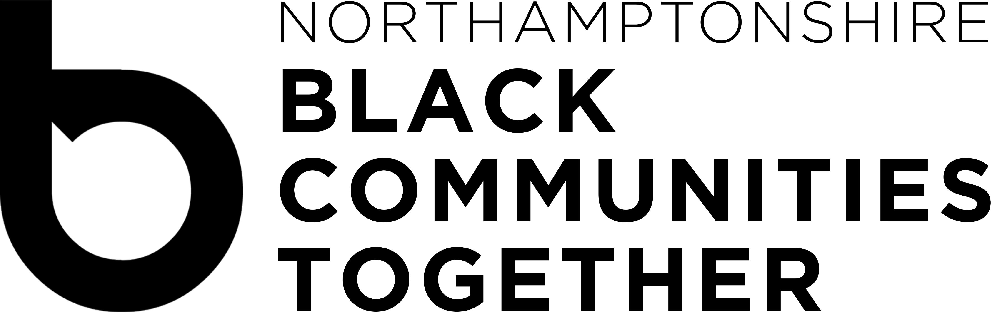 NORTHAMPTONSHIRE
BLACK
COMMUNITIES
TOGETHER